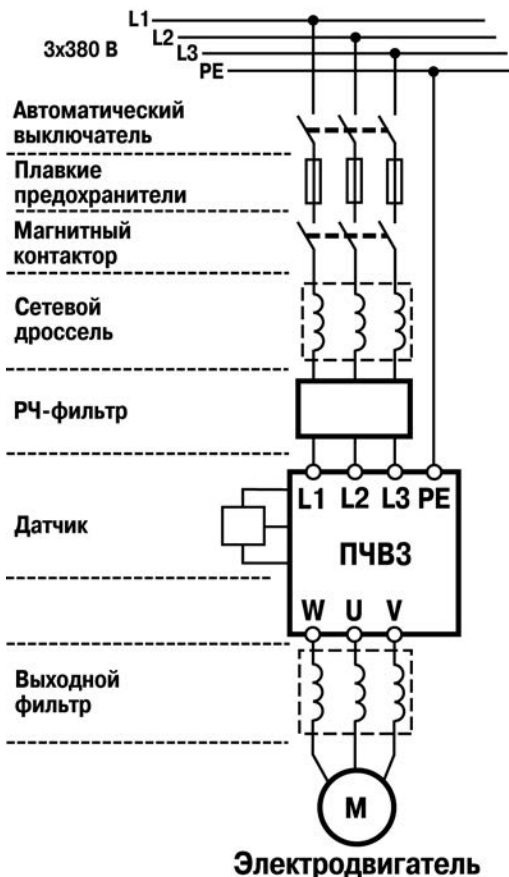 L1
L2
3x380 В
L3
PE
Автоматический
выключатель
Плавкие
предохранители
Магнитный
контактор
Сетевой
дроссель
РЧ-фильтр
L1 L2 L3 PE
Датчик
ПЧВ3
W U V
Выходной
фильтр
М
Электродвигатель